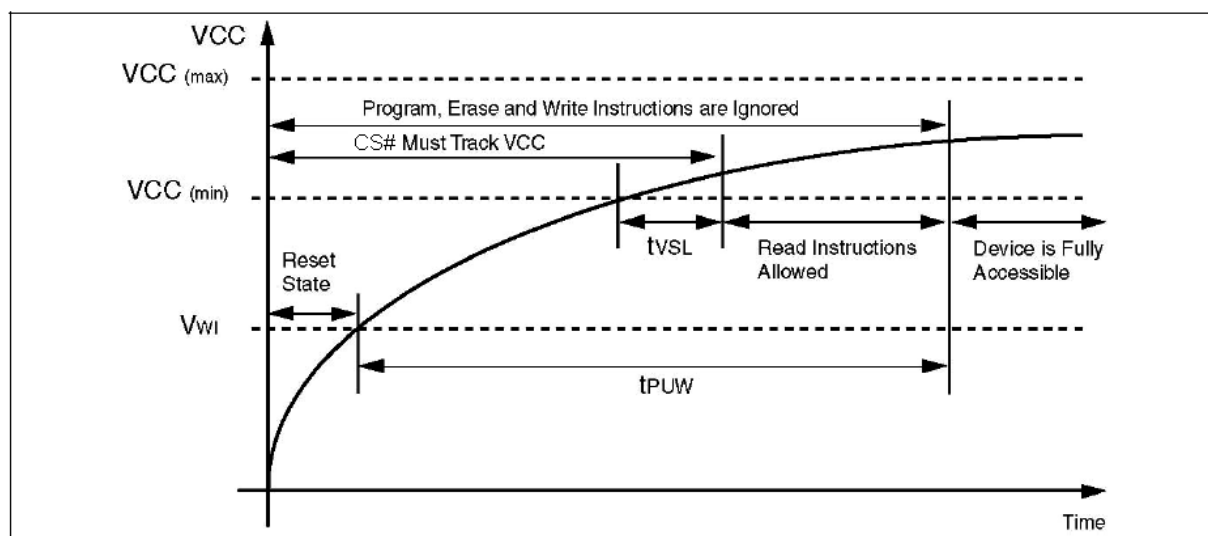 VCC
VCC (max)
Program, Erase and Write Instructions are Ignored
CS# Must Track VCC
VCC (min)
tVSL
Read Instructions
Allowed
Device is Fully
Accessible
Reset
State
VWI
tPUW
Time